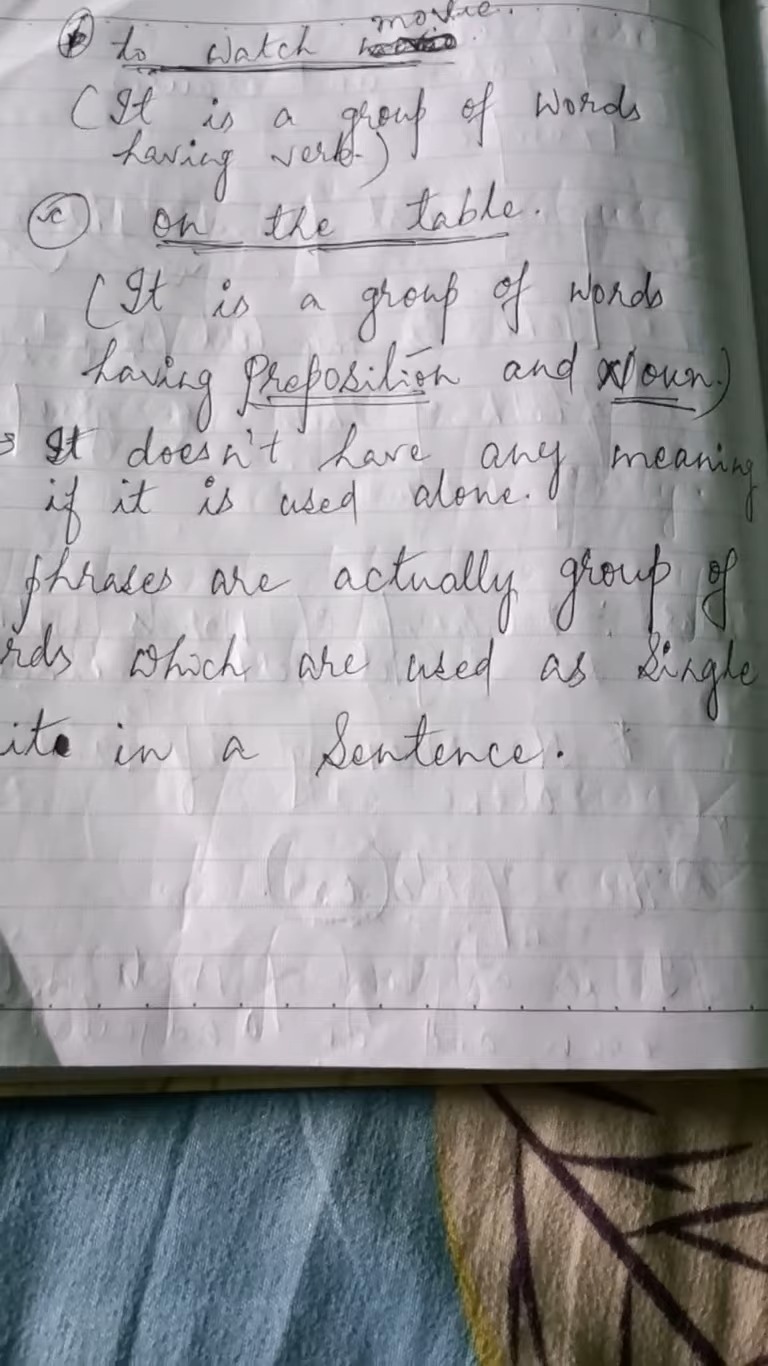 (b) to watch movie.
(It is a group of words
having verb.)
(c) on the table.
(It is a group of words
having Preposition and Noun.)
It doesn't have any meaning
if it is used alone.
phrases are actually group of
rds which are used as Single
it in a Sentence.